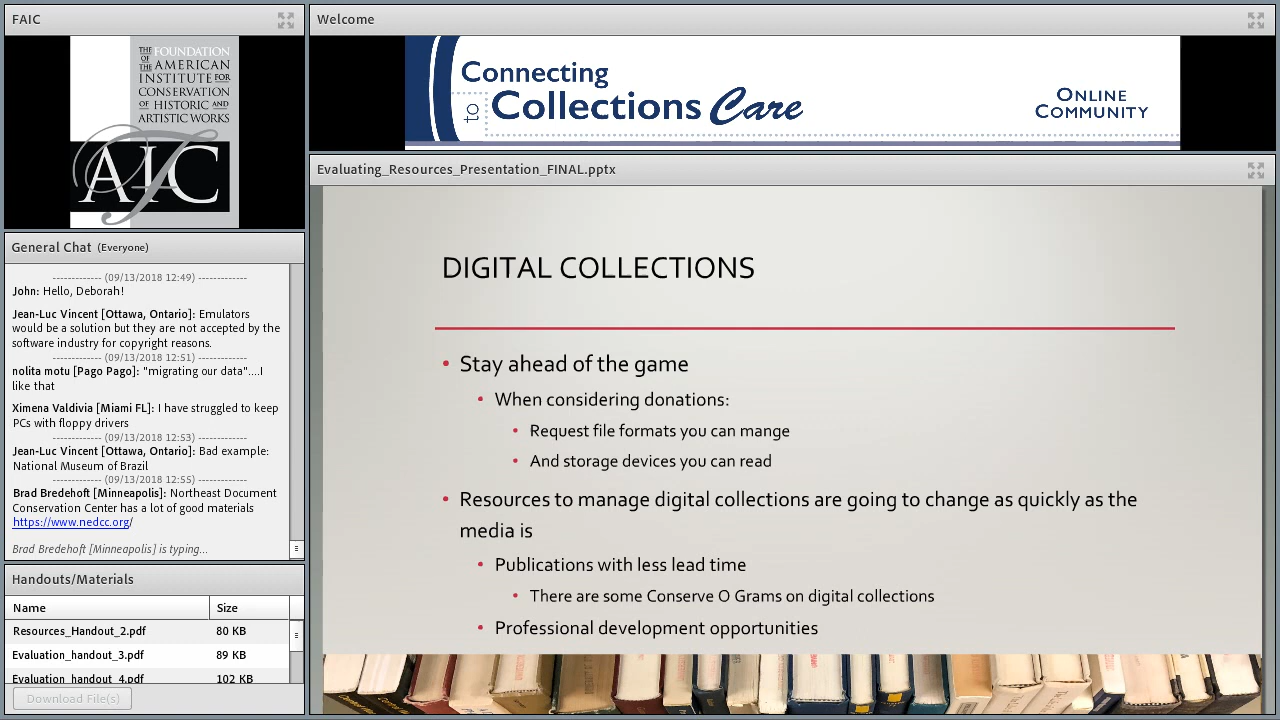 FAIC
THE FOUNDATION
OF THE AMERICAN
INSTITUTE FOR
CONSERVATION
OF HISTORIC AND
ARTISTIC WORKS
AIC
General Chat (Everyone)
------------- (09/13/2018 12:49) -------------
John: Hello, Deborah!
Jean-Luc Vincent [Ottawa, Ontario]: Emulators
would be a solution but they are not accepted by the
software industry for copyright reasons.
------------- (09/13/2018 12:51) -------------
nolita motu [Pago Pago]: "migrating our data"....I
like that
Ximena Valdivia [Miami FL]: I have struggled to keep
PCs with floppy drivers
------------- (09/13/2018 12:53) -------------
Jean-Luc Vincent [Ottawa, Ontario]: Bad example:
National Museum of Brazil
------------- (09/13/2018 12:55) -------------
Brad Bredehoft [Minneapolis]: Northeast Document
Conservation Center has a lot of good materials
https://www.nedcc.org/
Brad Bredehoft [Minneapolis] is typing...
Handouts/Materials
Name Size
Resources_Handout_2.pdf 80 KB
Evaluation_handout_3.pdf 89 KB
Evaluation_handout_4.pdf 102 KB
Download File(s)
Welcome
Connecting
to Collections Care
ONLINE
COMMUNITY
Evaluating_Resources_Presentation_FINAL.pptx
DIGITAL COLLECTIONS
• Stay ahead of the game
• When considering donations:
• Request file formats you can mange
• And storage devices you can read
• Resources to manage digital collections are going to change as quickly as the
media is
• Publications with less lead time
• There are some Conserve O Grams on digital collections
• Professional development opportunities